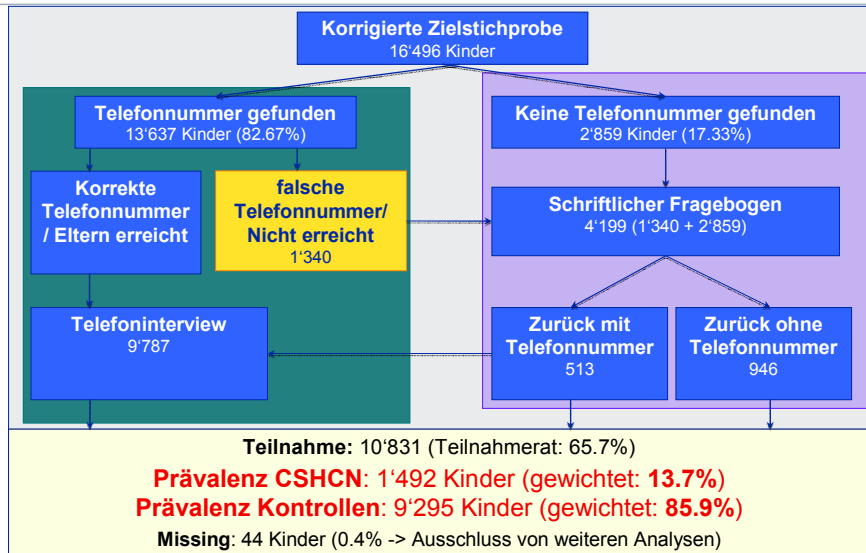 Korrigierte Zielstichprobe
16‘496 Kinder
Telefonnummer gefunden
13‘637 Kinder (82.67%)
Keine Telefonnummer gefunden
2‘859 Kinder (17.33%)
Korrekte
Telefonnummer
/ Eltern erreicht
falsche
Telefonnummer/
Nicht erreicht
1‘340
Schriftlicher Fragebogen
4‘199 (1‘340 + 2‘859)
Telefoninterview
9‘787
Zurück mit
Telefonnummer
513
Zurück ohne
Telefonnummer
946
Teilnahme: 10‘831 (Teilnahmerat: 65.7%)
Prävalenz CSHCN: 1‘492 Kinder (gewichtet: 13.7%)
Prävalenz Kontrollen: 9‘295 Kinder (gewichtet: 85.9%)
Missing: 44 Kinder (0.4% -> Ausschluss von weiteren Analysen)